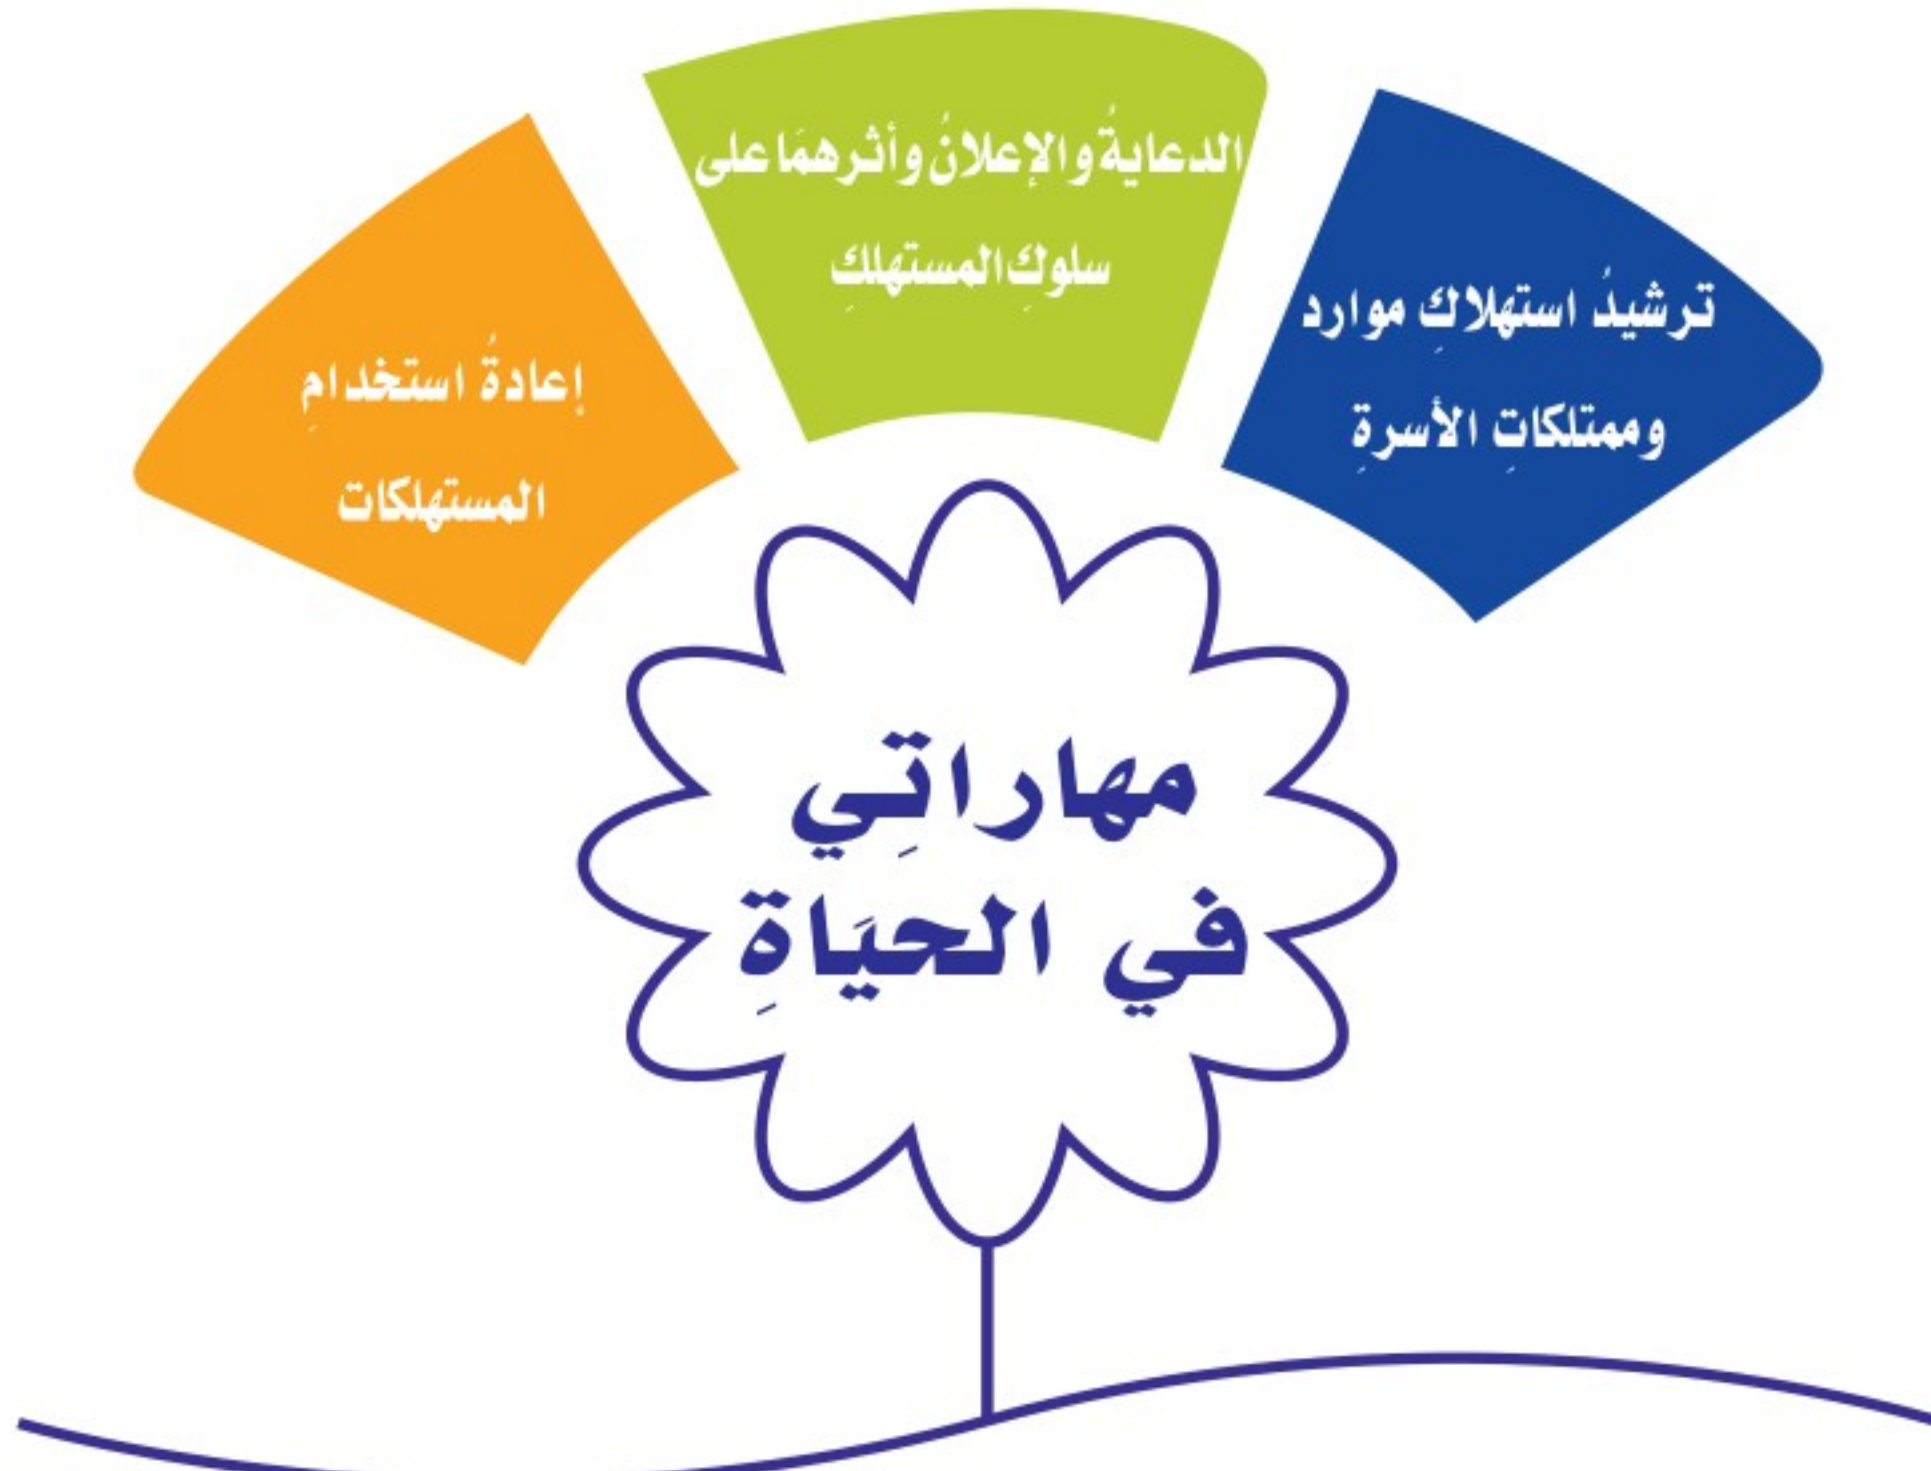 ترشيدُ استهلاكِ موارد
وممتلكاتِ الأسرةِ
الدعايةُ والإعلانُ وأثرهمَا على
سلوكِ المستهلكِ
إعادةُ استخدامِ
المستهلكات
مهاراتِي
في الحيَاةِ